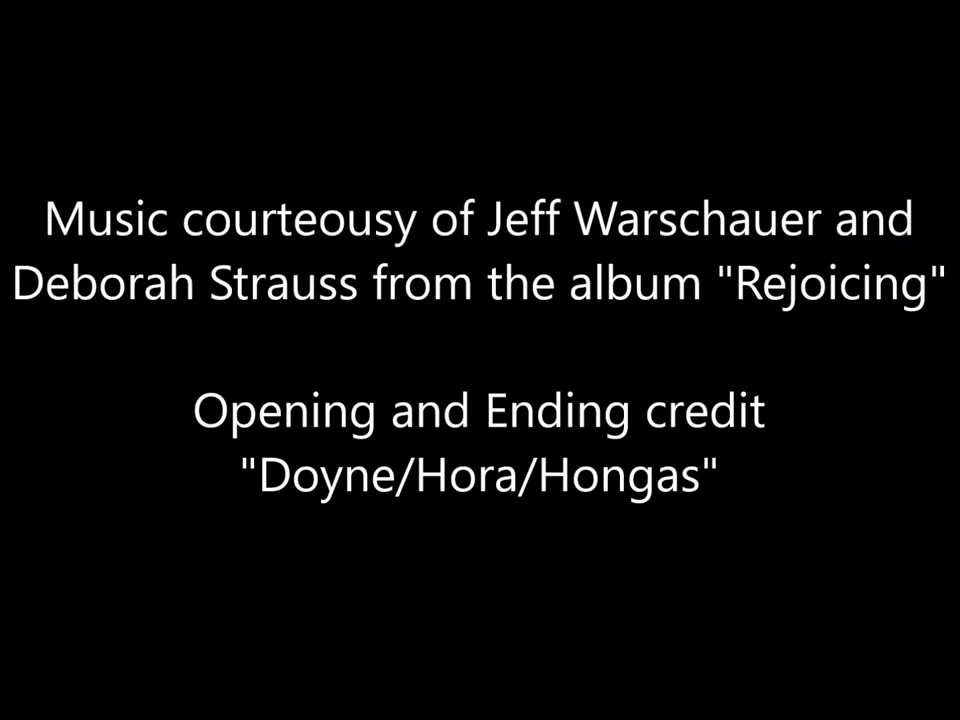 Music courteousy of Jeff Warschauer and
Deborah Strauss from the album "Rejoicing"
Opening and Ending credit
"Doyne/Hora/Hongas"